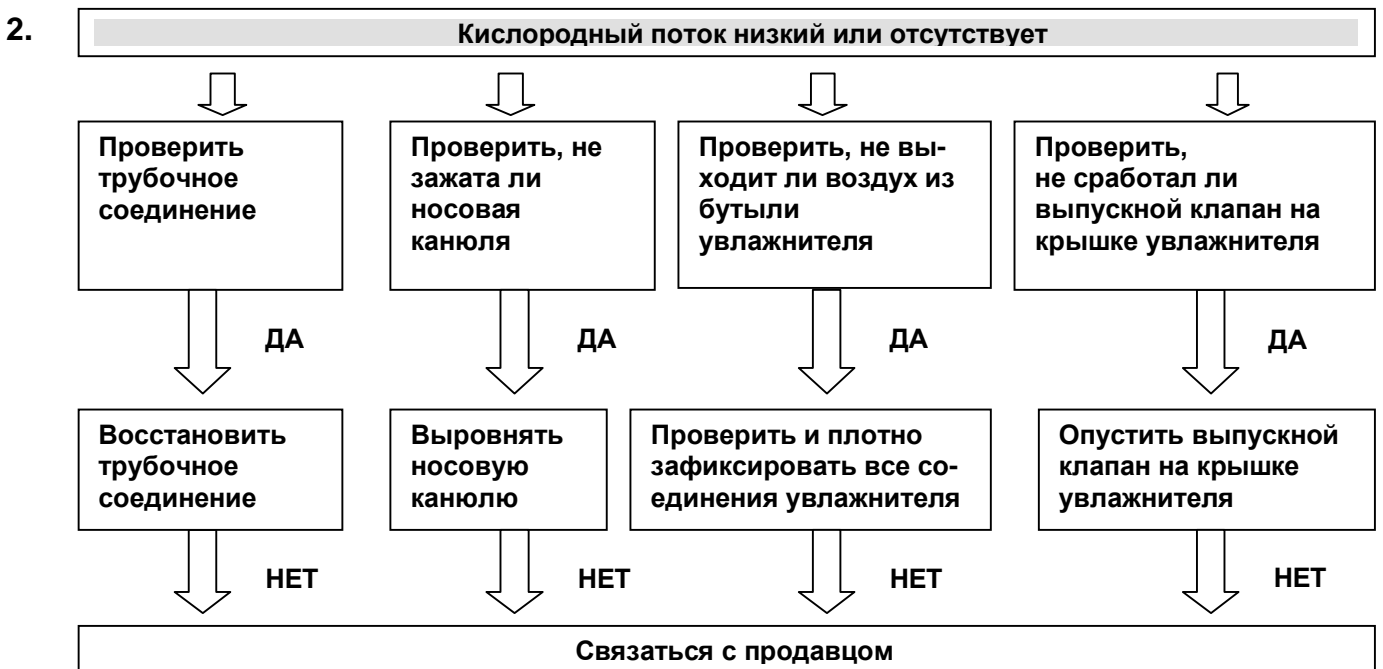 2.
Кислородный поток низкий или отсутствует
Проверить
трубочное
соединение
Проверить, не
зажата ли
носовая
канюля
Проверить, не вы-
ходит ли воздух из
бутыли
увлажнителя
Проверить,
не сработал ли
выпускной клапан на
крышке увлажнителя
ДА
ДА
ДА
ДА
Восстановить
трубочное
соединение
Выровнять
носовую
канюлю
Проверить и плотно
зафиксировать все со-
единения увлажнителя
Опустить выпускной
клапан на крышке
увлажнителя
НЕТ
НЕТ
НЕТ
НЕТ
Связаться с продавцом